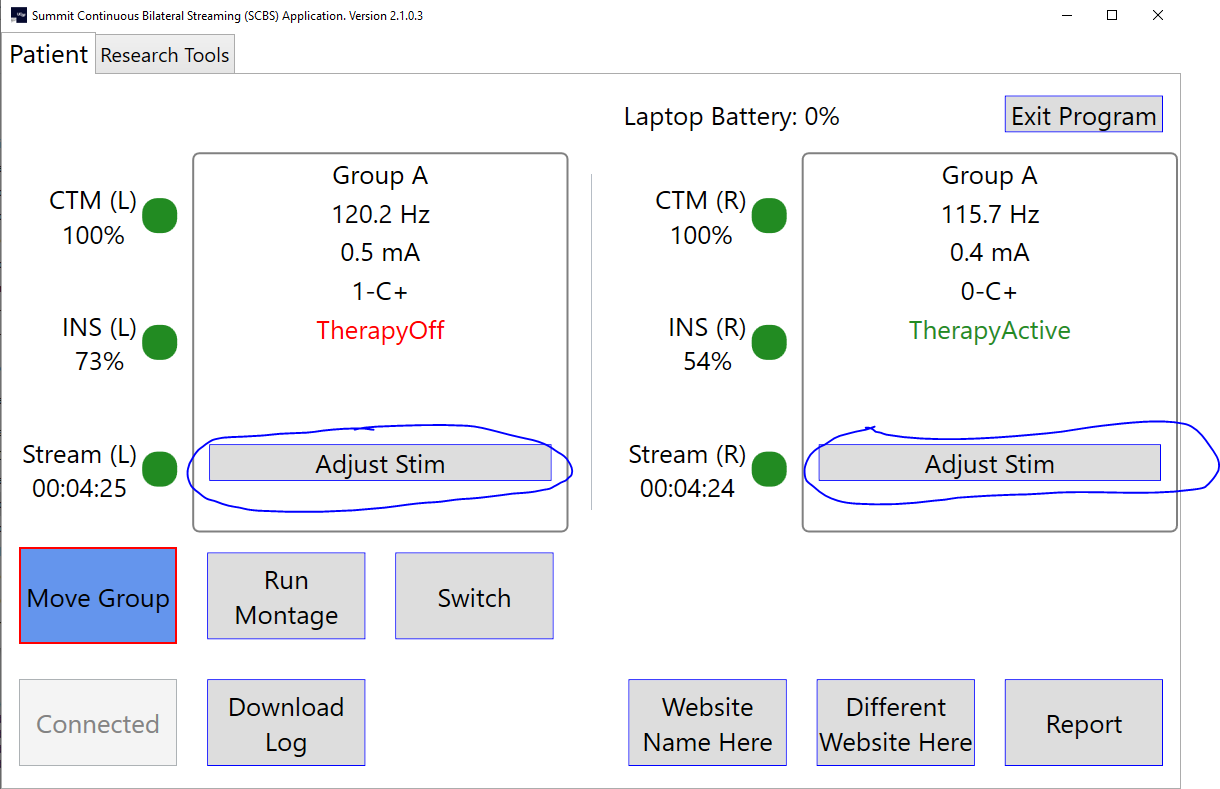 Summit Continuous Bilateral Streaming (SCBS) Application. Version 2.1.0.3
Patient
Research Tools
Laptop Battery: 0%
Exit Program
CTM (L)
100%
INS (L)
73%
Stream (L)
00:04:25
Group A
120.2 Hz
0.5 mA
1-C+
TherapyOff
Adjust Stim
CTM (R)
100%
INS (R)
54%
Stream (R)
00:04:24
Group A
115.7 Hz
0.4 mA
0-C+
TherapyActive
Adjust Stim
Move Group
Run
Montage
Switch
Connected
Download
Log
Website
Name Here
Different
Website Here
Report